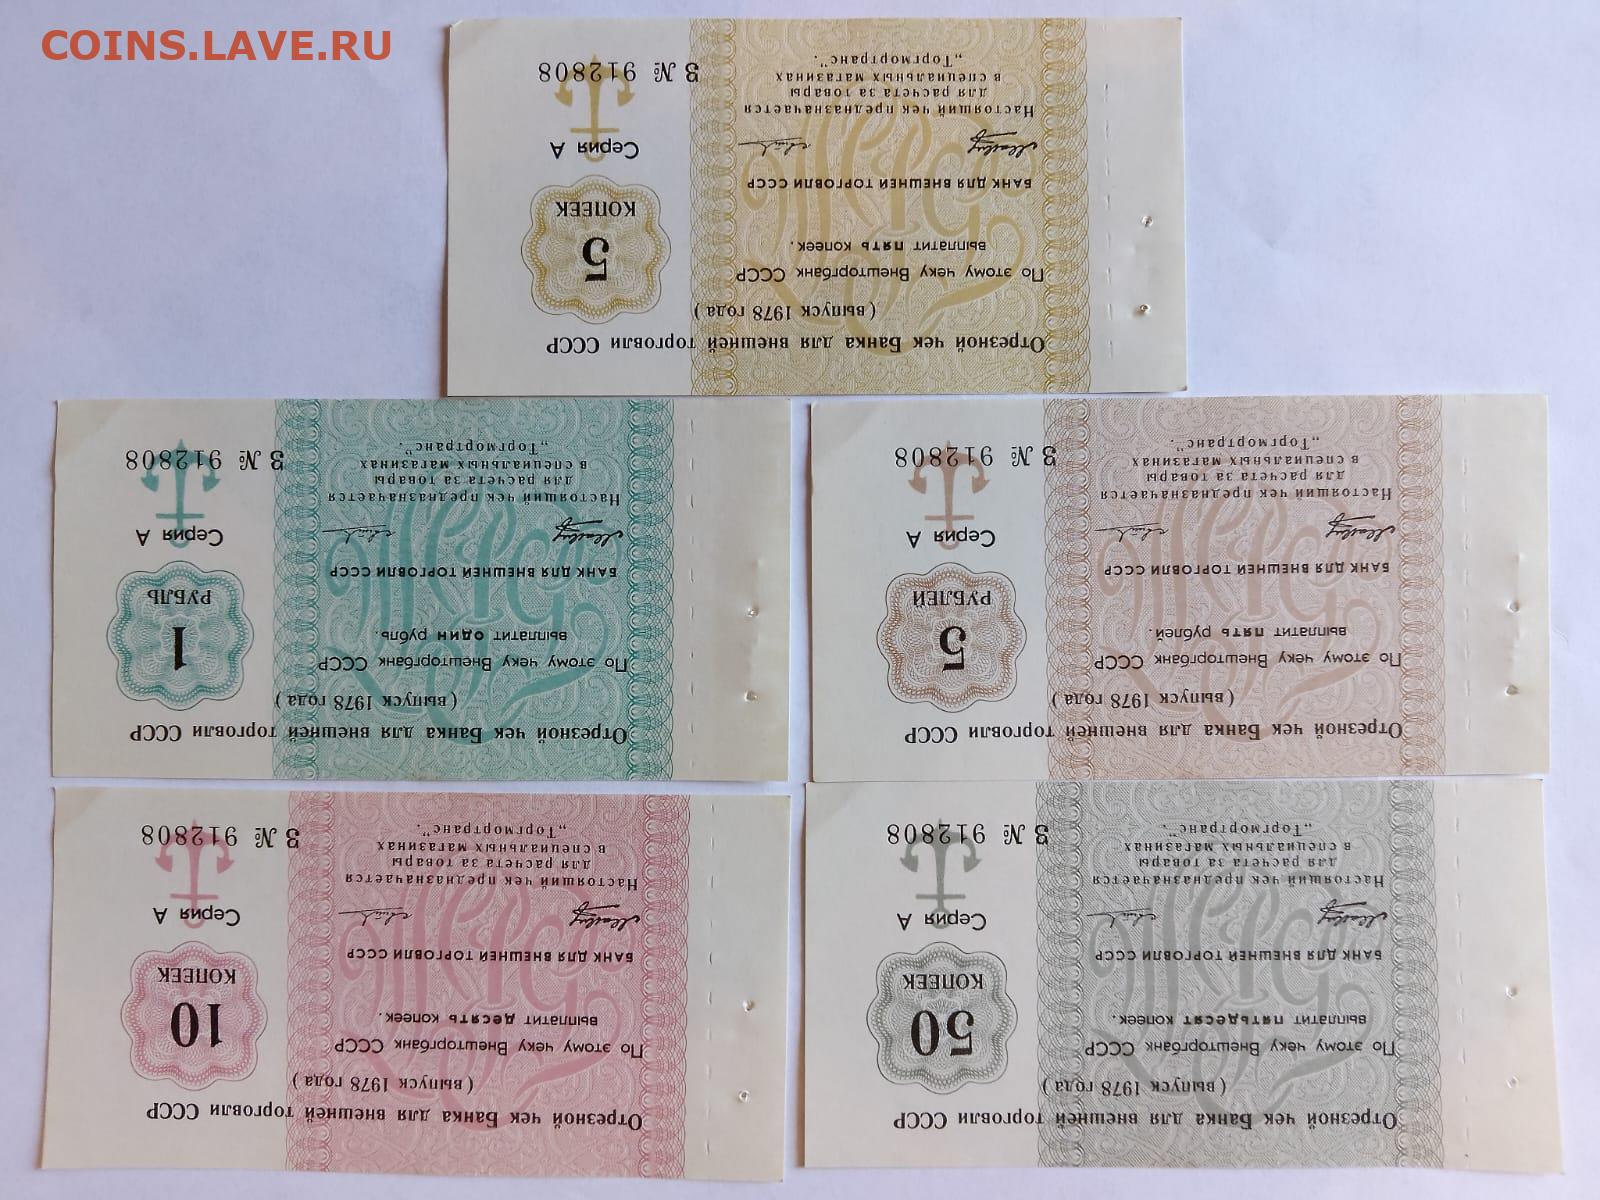 COINS.LAVE.RU
Отрезной чек Банка для внешней торговли СССР
( выпуск 1978 года )
По этому чеку Внешторгбанк СССР
выплатит пять копеек.
БАНК ДЛЯ ВНЕШНЕЙ ТОРГОВЛИ СССР
Настоящий чек предназначается
для расчета за товары
в специальных магазинах
„Торгмортранс".
5
КОПЕЕК
Серия А
З № 912808
Отрезной чек Банка для внешней торговли СССР
( выпуск 1978 года )
По этому чеку Внешторгбанк СССР
выплатит один рубль.
БАНК ДЛЯ ВНЕШНЕЙ ТОРГОВЛИ СССР
Настоящий чек предназначается
для расчета за товары
в специальных магазинах
„Торгмортранс".
1
РУБЛЬ
Серия А
З № 912808
Отрезной чек Банка для внешней торговли СССР
( выпуск 1978 года )
По этому чеку Внешторгбанк СССР
выплатит пять рублей.
БАНК ДЛЯ ВНЕШНЕЙ ТОРГОВЛИ СССР
Настоящий чек предназначается
для расчета за товары
в специальных магазинах
„Торгмортранс".
5
РУБЛЕЙ
Серия А
З № 912808
Отрезной чек Банка для внешней торговли СССР
( выпуск 1978 года )
По этому чеку Внешторгбанк СССР
выплатит десять копеек.
БАНК ДЛЯ ВНЕШНЕЙ ТОРГОВЛИ СССР
Настоящий чек предназначается
для расчета за товары
в специальных магазинах
„Торгмортранс".
10
КОПЕЕК
Серия А
З № 912808
Отрезной чек Банка для внешней торговли СССР
( выпуск 1978 года )
По этому чеку Внешторгбанк СССР
выплатит пятьдесят копеек.
БАНК ДЛЯ ВНЕШНЕЙ ТОРГОВЛИ СССР
Настоящий чек предназначается
для расчета за товары
в специальных магазинах
„Торгмортранс".
50
КОПЕЕК
Серия А
З № 912808